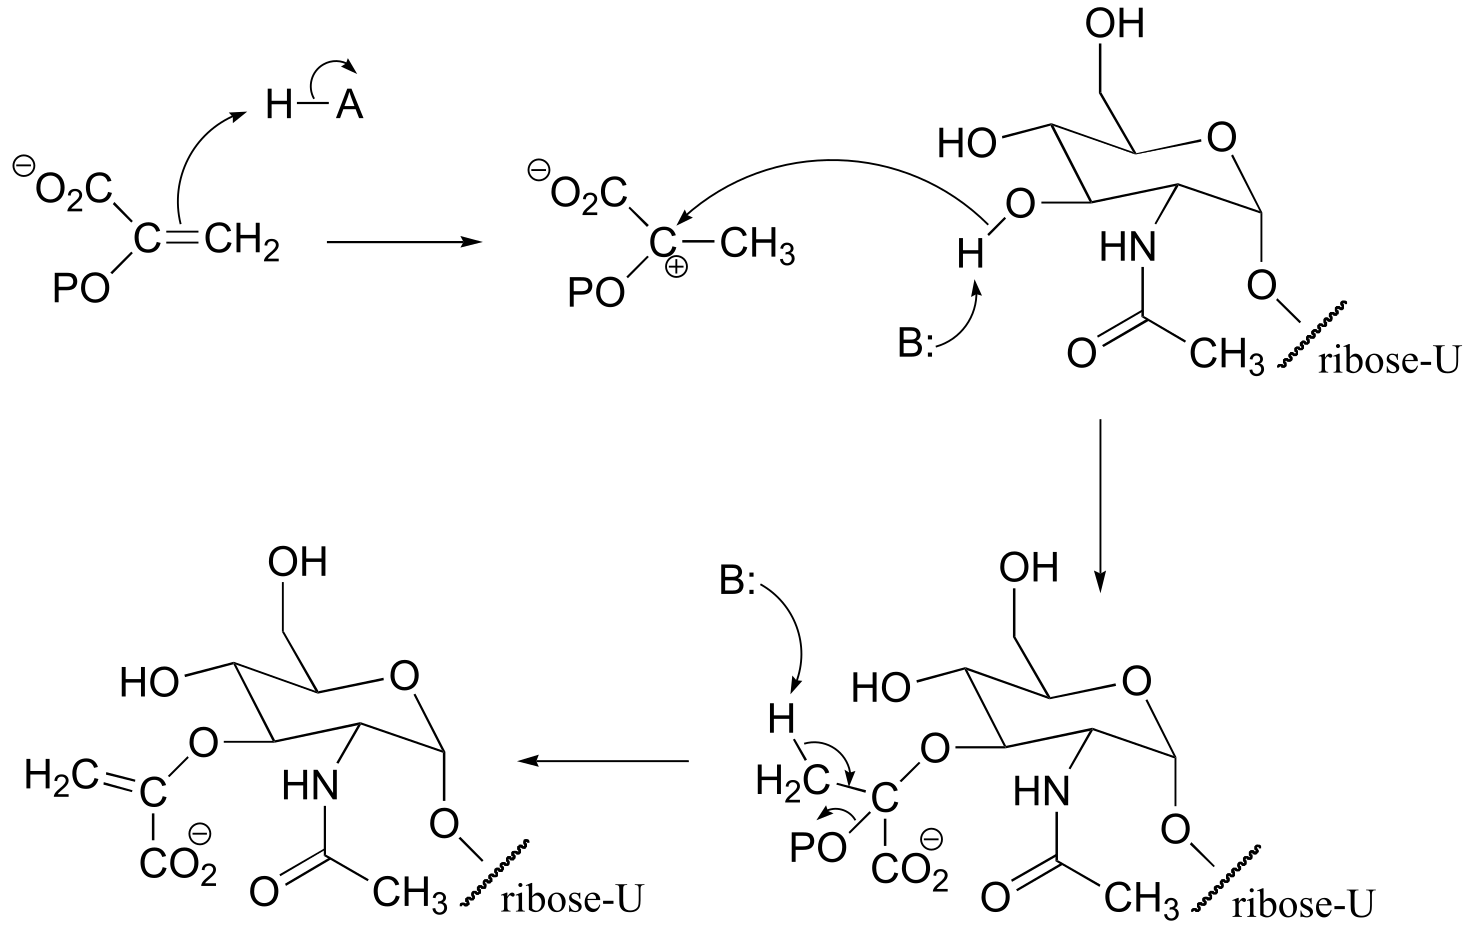 OH
H–A
HO
O
⊖O₂C
⊖O₂C
O
C=CH₂
C–CH₃
⊕
H
HN
PO
PO
O
B:
O
CH₃
ribose-U
OH
OH
B:
HO
O
HO
O
H
O
O
H₂C
C
HN
H₂C
C
HN
O
O
PO
CO₂⊖
CO₂⊖
O
CH₃
ribose-U
O
CH₃
ribose-U